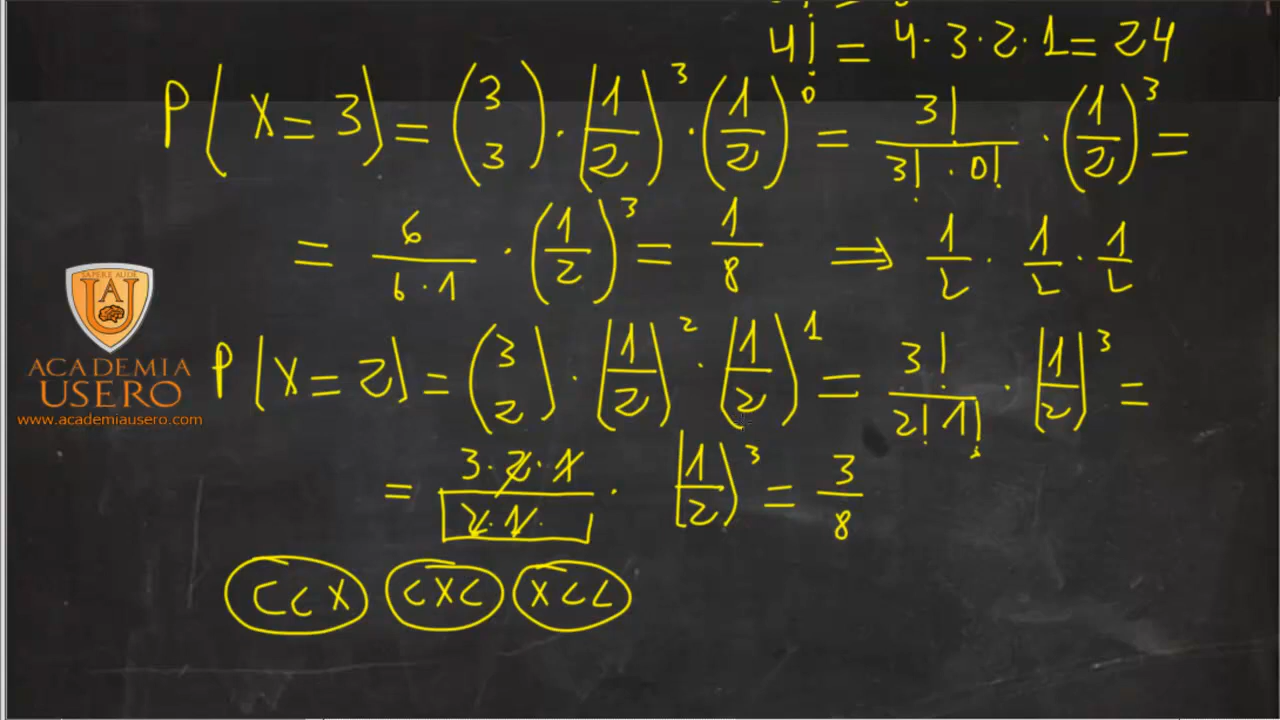 4! = 4 · 3 · 2 · 1 = 24
P(X = 3) = (3 3) · (1/2)^3 · (1/2)^0 = 3!/(3! · 0!) · (1/2)^3 =
= 6/(6 · 1) · (1/2)^3 = 1/8 ⇒ 1/2 · 1/2 · 1/2
SAPERE AUDE
UA
ACADEMIA
USERO
www.academiausero.com
P(X = 2) = (3 2) · (1/2)^2 · (1/2)^1 = 3!/(2! 1!) · (1/2)^3 =
= (3 · 2 · 1)/(2 · 1 ·) · (1/2)^3 = 3/8
CCX CXC XCC